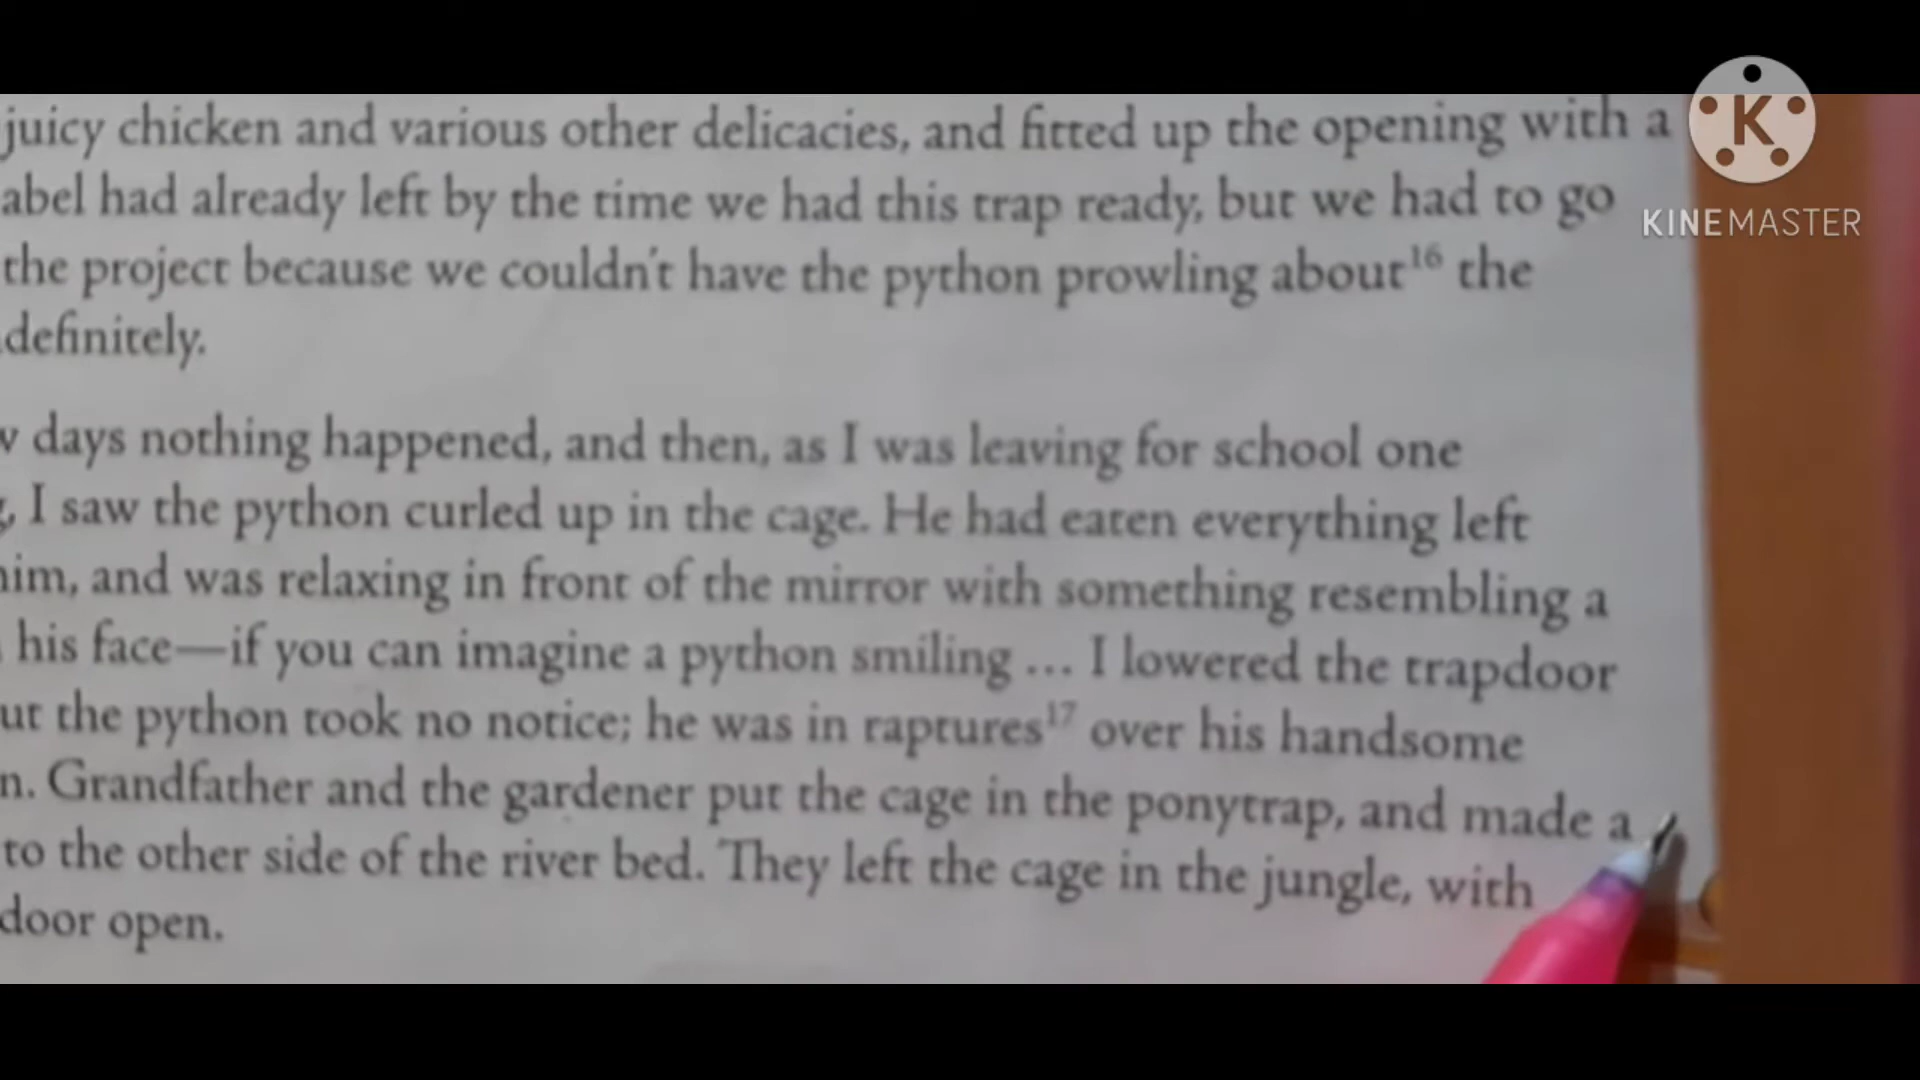 juicy chicken and various other delicacies, and fitted up the opening with a
abel had already left by the time we had this trap ready, but we had to go
the project because we couldn't have the python prowling about16 the
definitely.
w days nothing happened, and then, as I was leaving for school one
g, I saw the python curled up in the cage. He had eaten everything left
him, and was relaxing in front of the mirror with something resembling a
his face—if you can imagine a python smiling ... I lowered the trapdoor
ut the python took no notice; he was in raptures17 over his handsome
n. Grandfather and the gardener put the cage in the ponytrap, and made a
to the other side of the river bed. They left the cage in the jungle, with
door open.
K
KINEMASTER